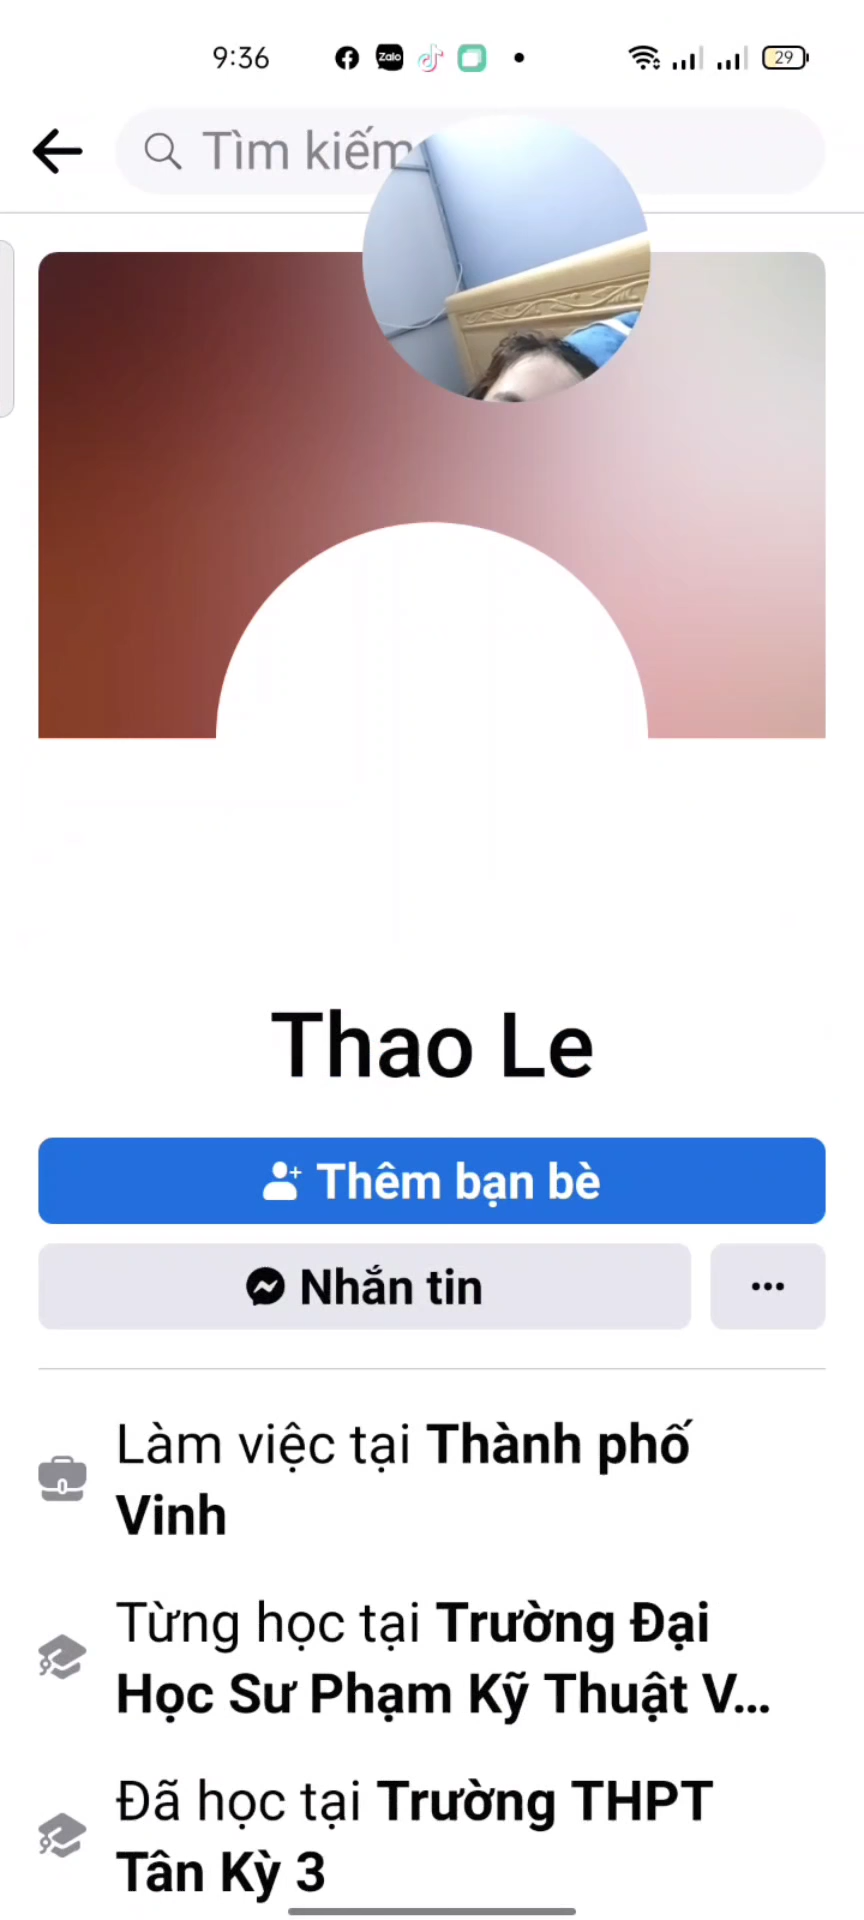 9:36
Zalo
29
Tìm kiếm
Thao Le
Thêm bạn bè
Nhắn tin
Làm việc tại Thành phố
Vinh
Từng học tại Trường Đại
Học Sư Phạm Kỹ Thuật V...
Đã học tại Trường THPT
Tân Kỳ 3